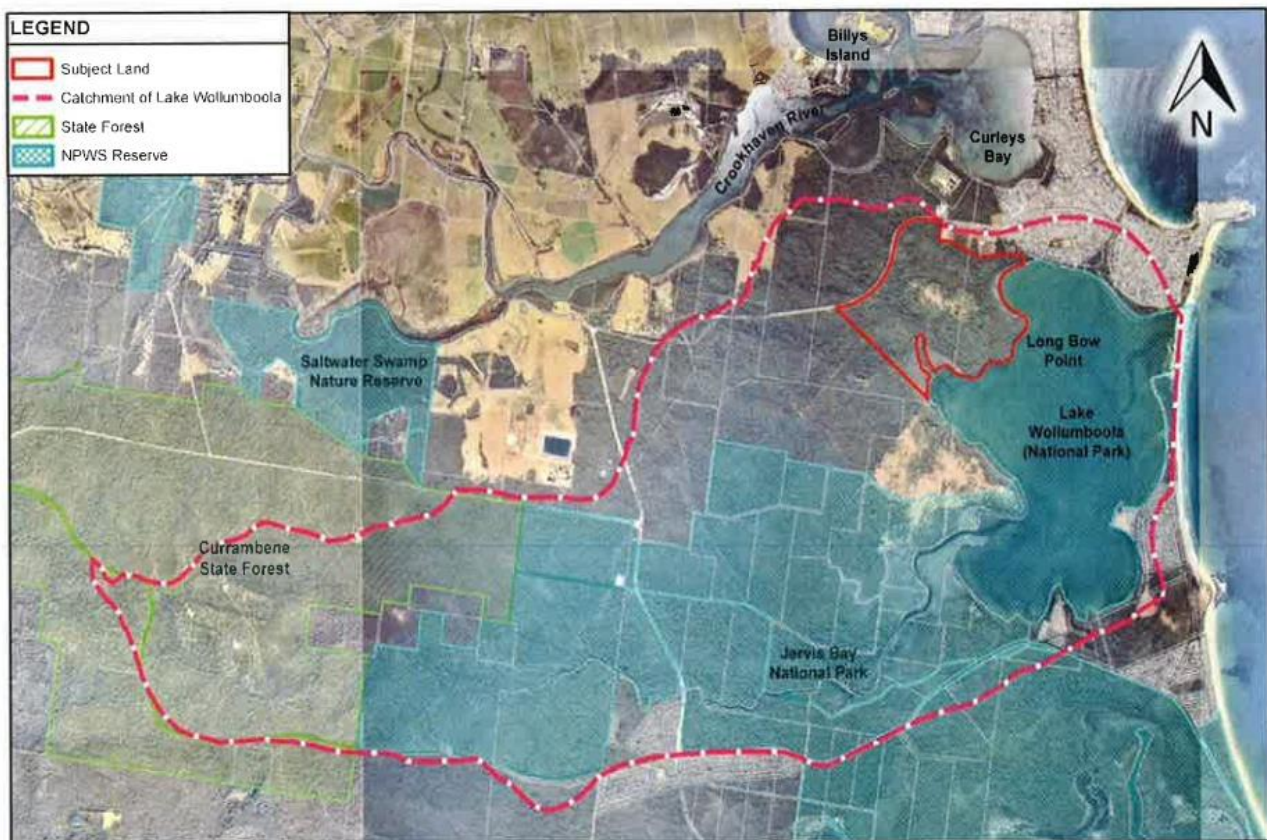 LEGEND
Subject Land
Catchment of Lake Wollumboola
State Forest
NPWS Reserve
Billys
Island
N
Crookhaven River
Curleys
Bay
Saltwater Swamp
Nature Reserve
Long Bow
Point
Lake
Wollumboola
(National Park)
Currambene
State Forest
Jervis Bay
National Park